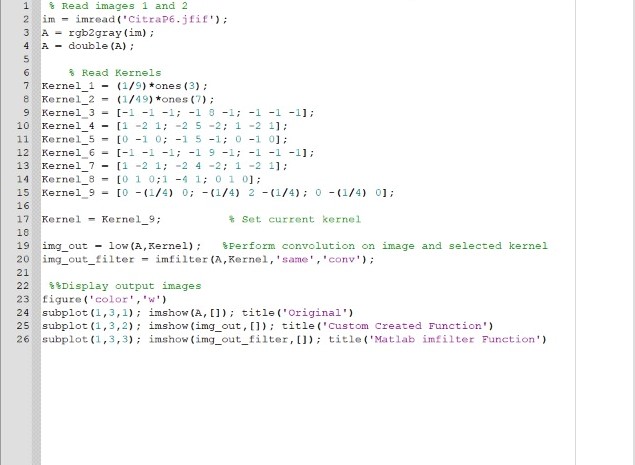 1 % Read images 1 and 2
2 im = imread('CitraP6.jfif');
3 A = rgb2gray(im);
4 A = double(A);
5
6 % Read Kernels
7 Kernel_1 = (1/9)*ones(3);
8 Kernel_2 = (1/49)*ones(7);
9 Kernel_3 = [-1 -1 -1; -1 8 -1; -1 -1 -1];
10 Kernel_4 = [1 -2 1; -2 5 -2; 1 -2 1];
11 Kernel_5 = [0 -1 0; -1 5 -1; 0 -1 0];
12 Kernel_6 = [-1 -1 -1; -1 9 -1; -1 -1 -1];
13 Kernel_7 = [1 -2 1; -2 4 -2; 1 -2 1];
14 Kernel_8 = [0 1 0;1 -4 1; 0 1 0];
15 Kernel_9 = [0 -(1/4) 0; -(1/4) 2 -(1/4); 0 -(1/4) 0];
16
17 Kernel = Kernel_9; % Set current kernel
18
19 img_out = low(A,Kernel); %Perform convolution on image and selected kernel
20 img_out_filter = imfilter(A,Kernel,'same','conv');
21
22 %%Display output images
23 figure('color','w')
24 subplot(1,3,1); imshow(A,[]); title('Original')
25 subplot(1,3,2); imshow(img_out,[]); title('Custom Created Function')
26 subplot(1,3,3); imshow(img_out_filter,[]); title('Matlab imfilter Function')